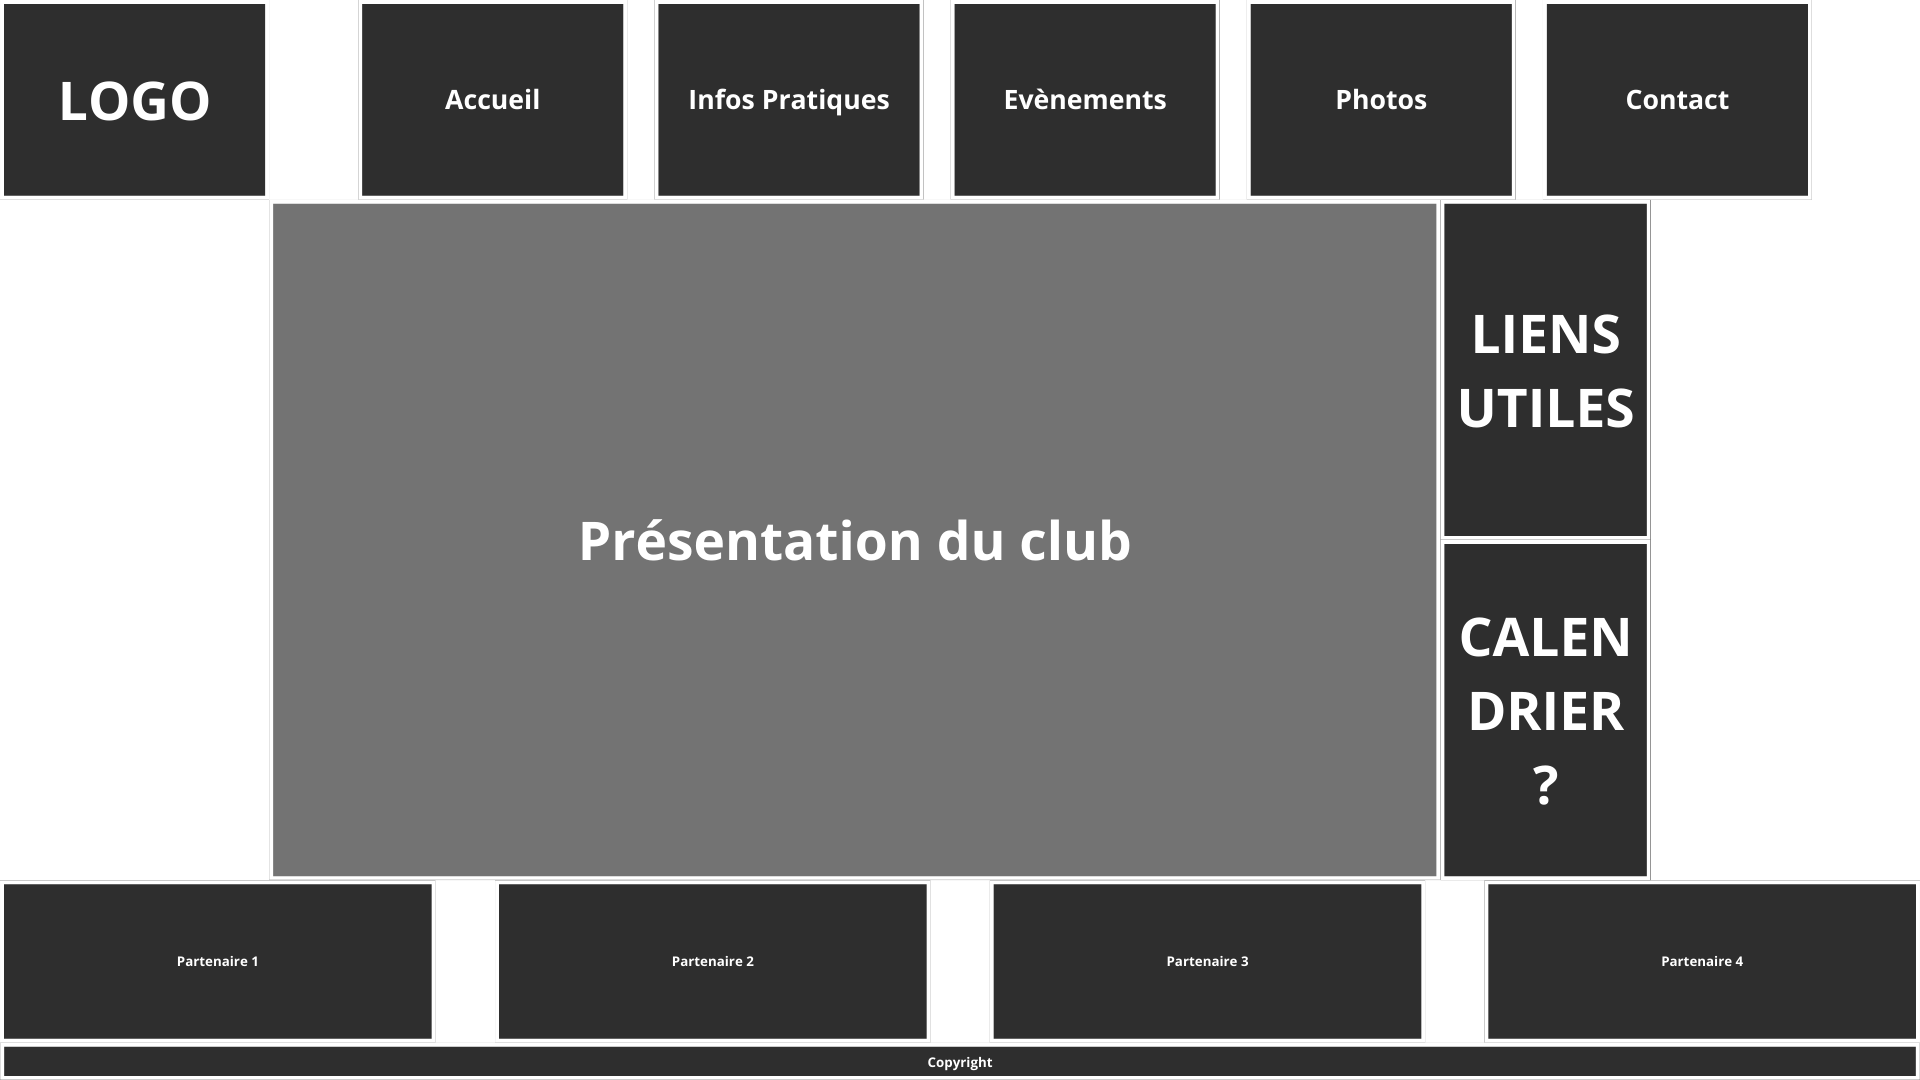 LOGO
Accueil
Infos Pratiques
Evènements
Photos
Contact
Présentation du club
LIENS
UTILES
CALEN
DRIER
?
Partenaire 1
Partenaire 2
Partenaire 3
Partenaire 4
Copyright